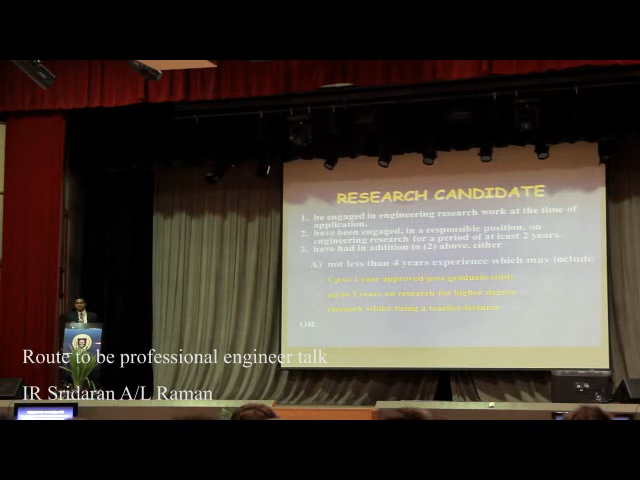 RESEARCH CANDIDATE
1. be engaged in engineering research work at the time of
application.
2. have been engaged, in a responsible position, on
engineering research for a period of at least 2 years.
3. have had in addition to (2) above, either
A) not less than 4 years experience which may include
- Up to 1 year approved post graduate study
- up to 3 years on research for higher degree
- research whilst being a teacher/lecturer
OR
Route to be professional engineer talk
IR Sridaran A/L Raman